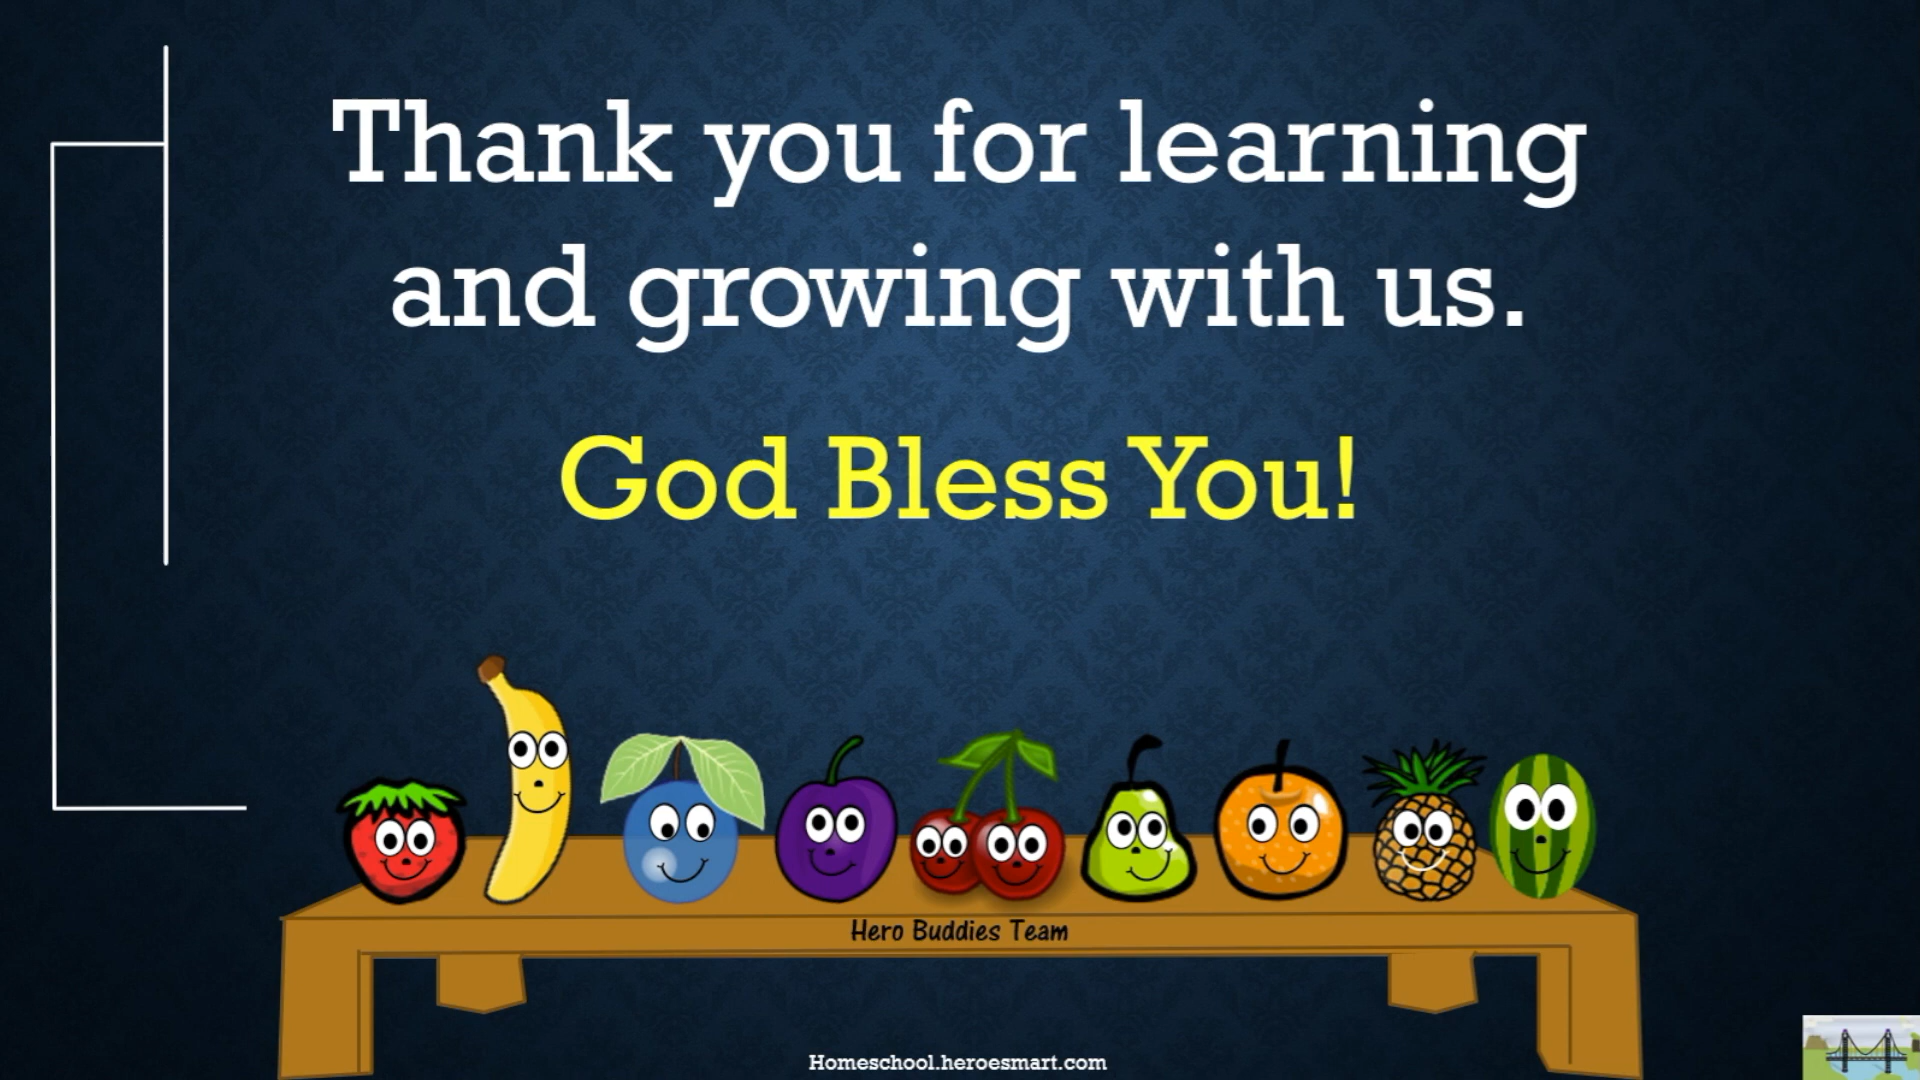 Thank you for learning
and growing with us.
God Bless You!
Hero Buddies Team
Homeschool.heroesmart.com